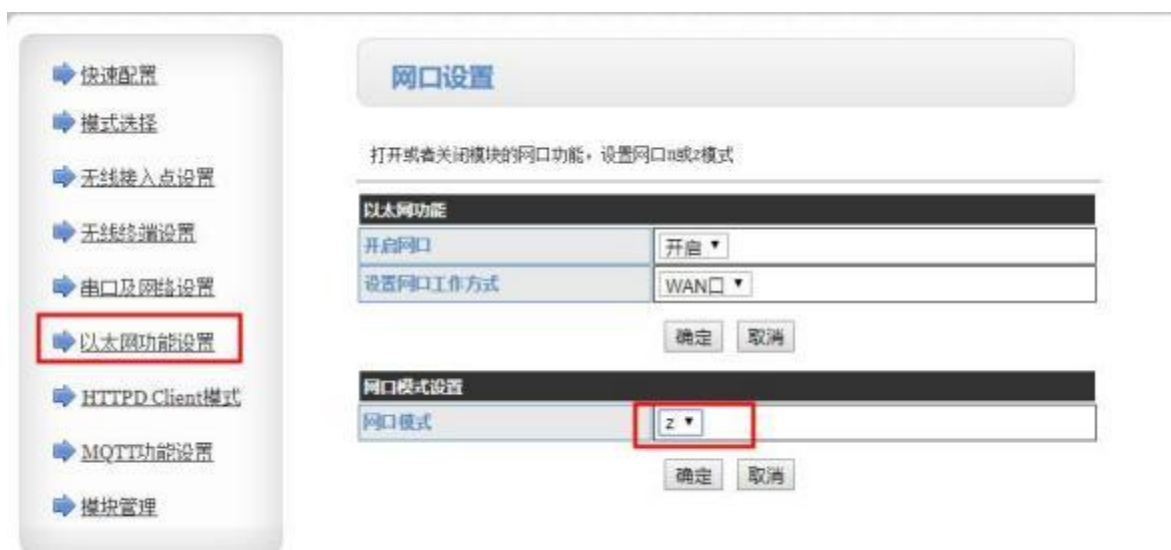 快速配置
模式选择
无线接入点设置
无线终端设置
串口及网络设置
以太网功能设置
HTTPD Client模式
MQTT功能设置
模块管理
网口设置
打开或者关闭模块的网口功能，设置网口n或z模式
以太网功能
开启网口 开启
设置网口工作方式 WAN口
确定 取消
网口模式设置
网口模式 z
确定 取消